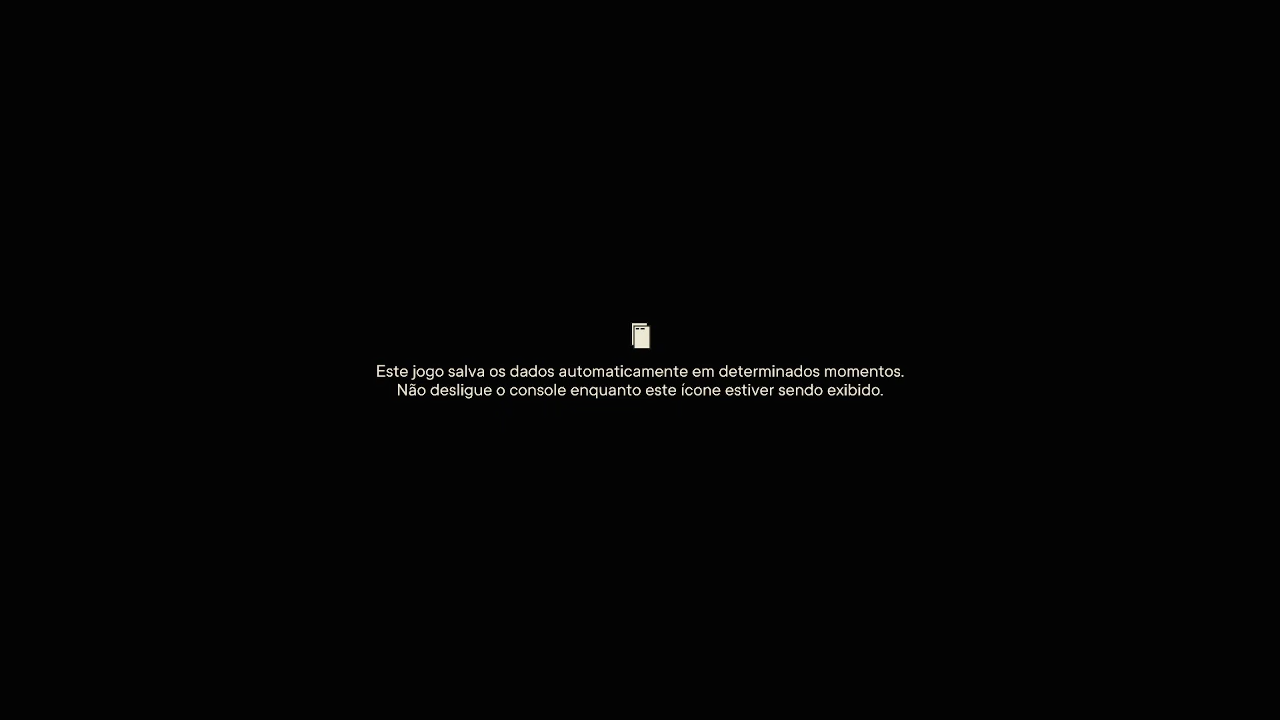 Este jogo salva os dados automaticamente em determinados momentos.
Não desligue o console enquanto este ícone estiver sendo exibido.